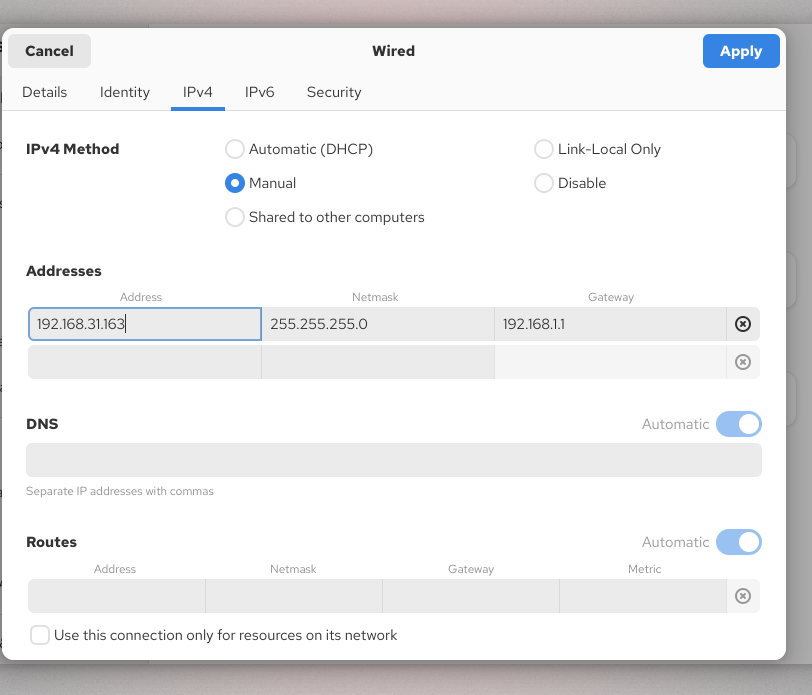 Cancel Wired Apply
Details Identity IPv4 IPv6 Security
IPv4 Method Automatic (DHCP) Link-Local Only
Manual Disable
Shared to other computers
Addresses
Address Netmask Gateway
192.168.31.163 255.255.255.0 192.168.1.1
DNS Automatic
Separate IP addresses with commas
Routes Automatic
Address Netmask Gateway Metric
Use this connection only for resources on its network